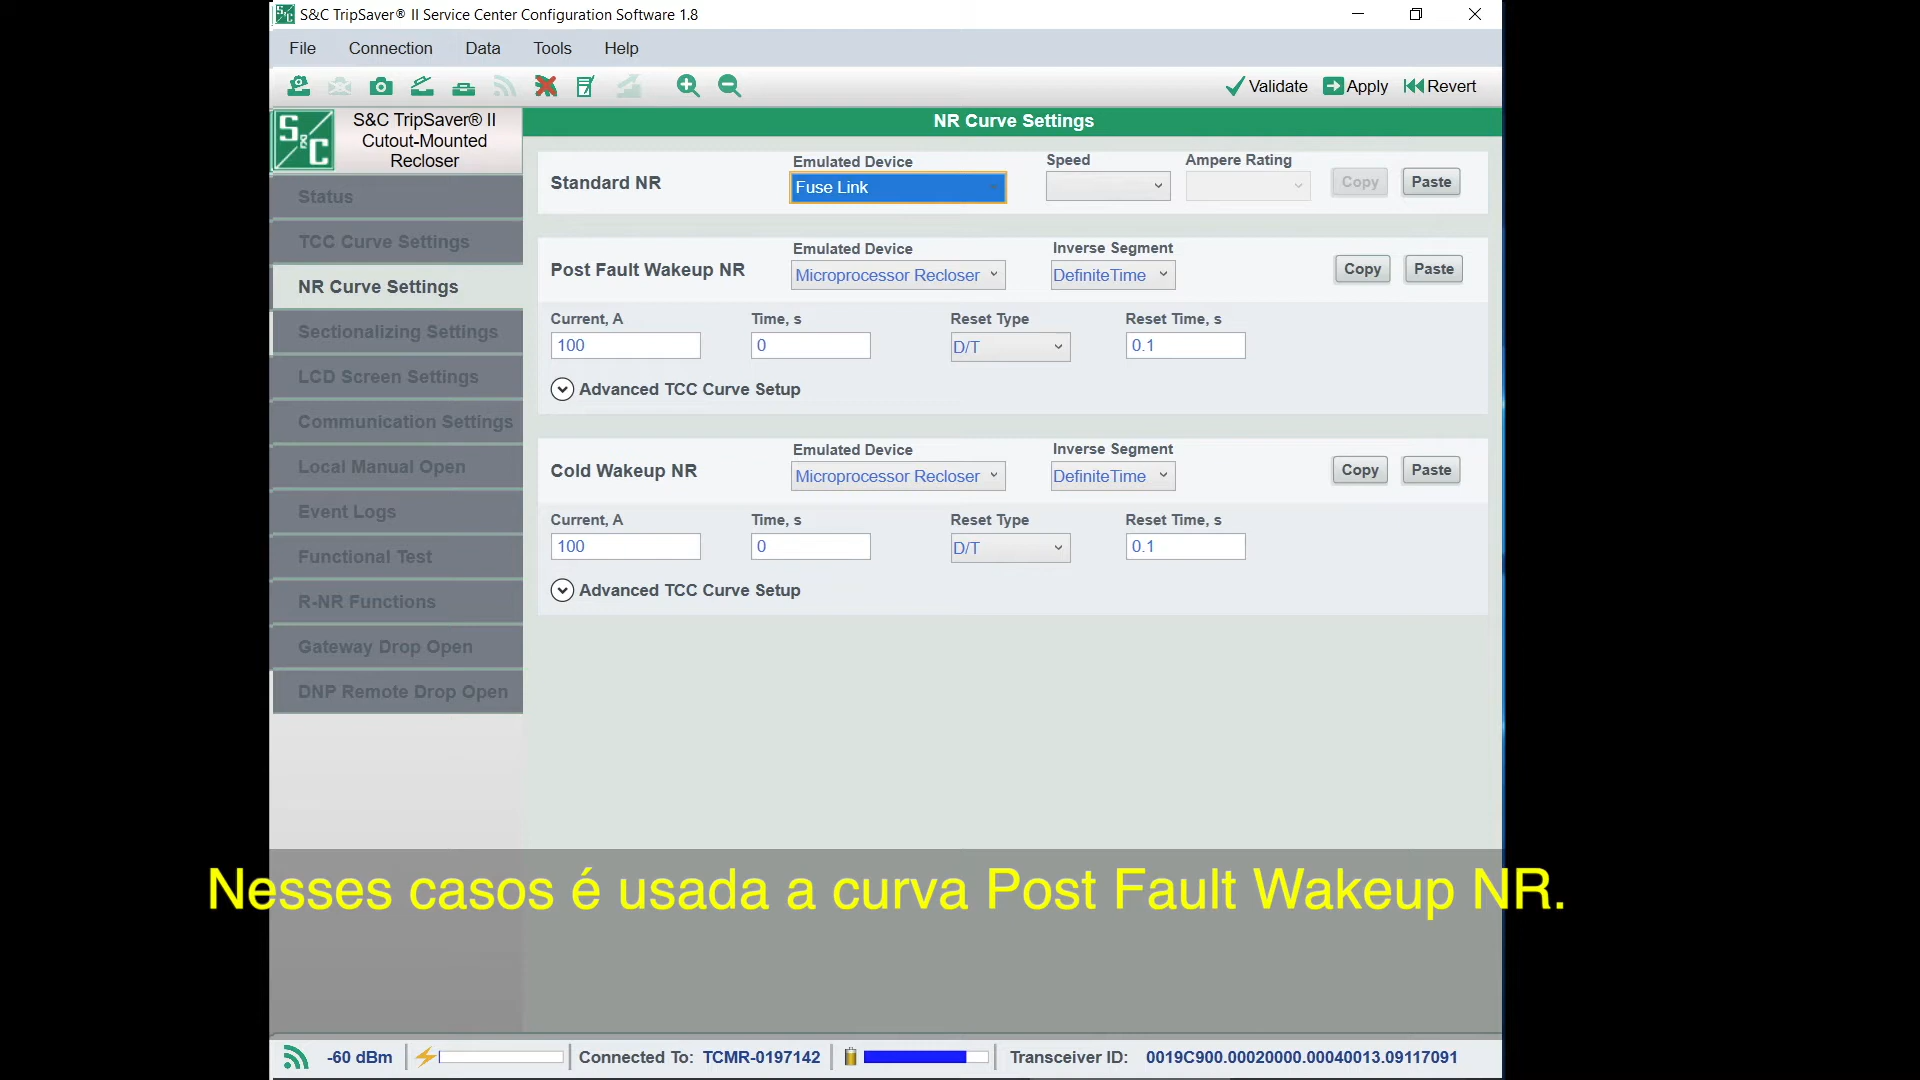 S&C TripSaver® II Service Center Configuration Software 1.8
File Connection Data Tools Help
Validate Apply Revert
S&C
S&C TripSaver® II
Cutout-Mounted
Recloser
Status
TCC Curve Settings
NR Curve Settings
Sectionalizing Settings
LCD Screen Settings
Communication Settings
Local Manual Open
Event Logs
Functional Test
R-NR Functions
Gateway Drop Open
DNP Remote Drop Open
NR Curve Settings
Emulated Device Speed Ampere Rating
Standard NR Fuse Link Copy Paste
Emulated Device Inverse Segment
Post Fault Wakeup NR Microprocessor Recloser DefiniteTime Copy Paste
Current, A Time, s Reset Type Reset Time, s
100 0 D/T 0.1
Advanced TCC Curve Setup
Emulated Device Inverse Segment
Cold Wakeup NR Microprocessor Recloser DefiniteTime Copy Paste
Current, A Time, s Reset Type Reset Time, s
100 0 D/T 0.1
Advanced TCC Curve Setup
Nesses casos é usada a curva Post Fault Wakeup NR.
-60 dBm Connected To: TCMR-0197142 Transceiver ID: 0019C900.00020000.00040013.09117091